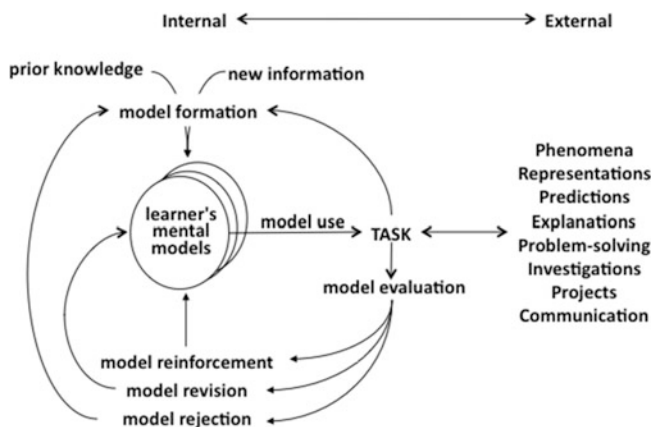 Internal
External
prior knowledge
new information
model formation
learner's
mental
models
model use
TASK
model evaluation
Phenomena
Representations
Predictions
Explanations
Problem-solving
Investigations
Projects
Communication
model reinforcement
model revision
model rejection